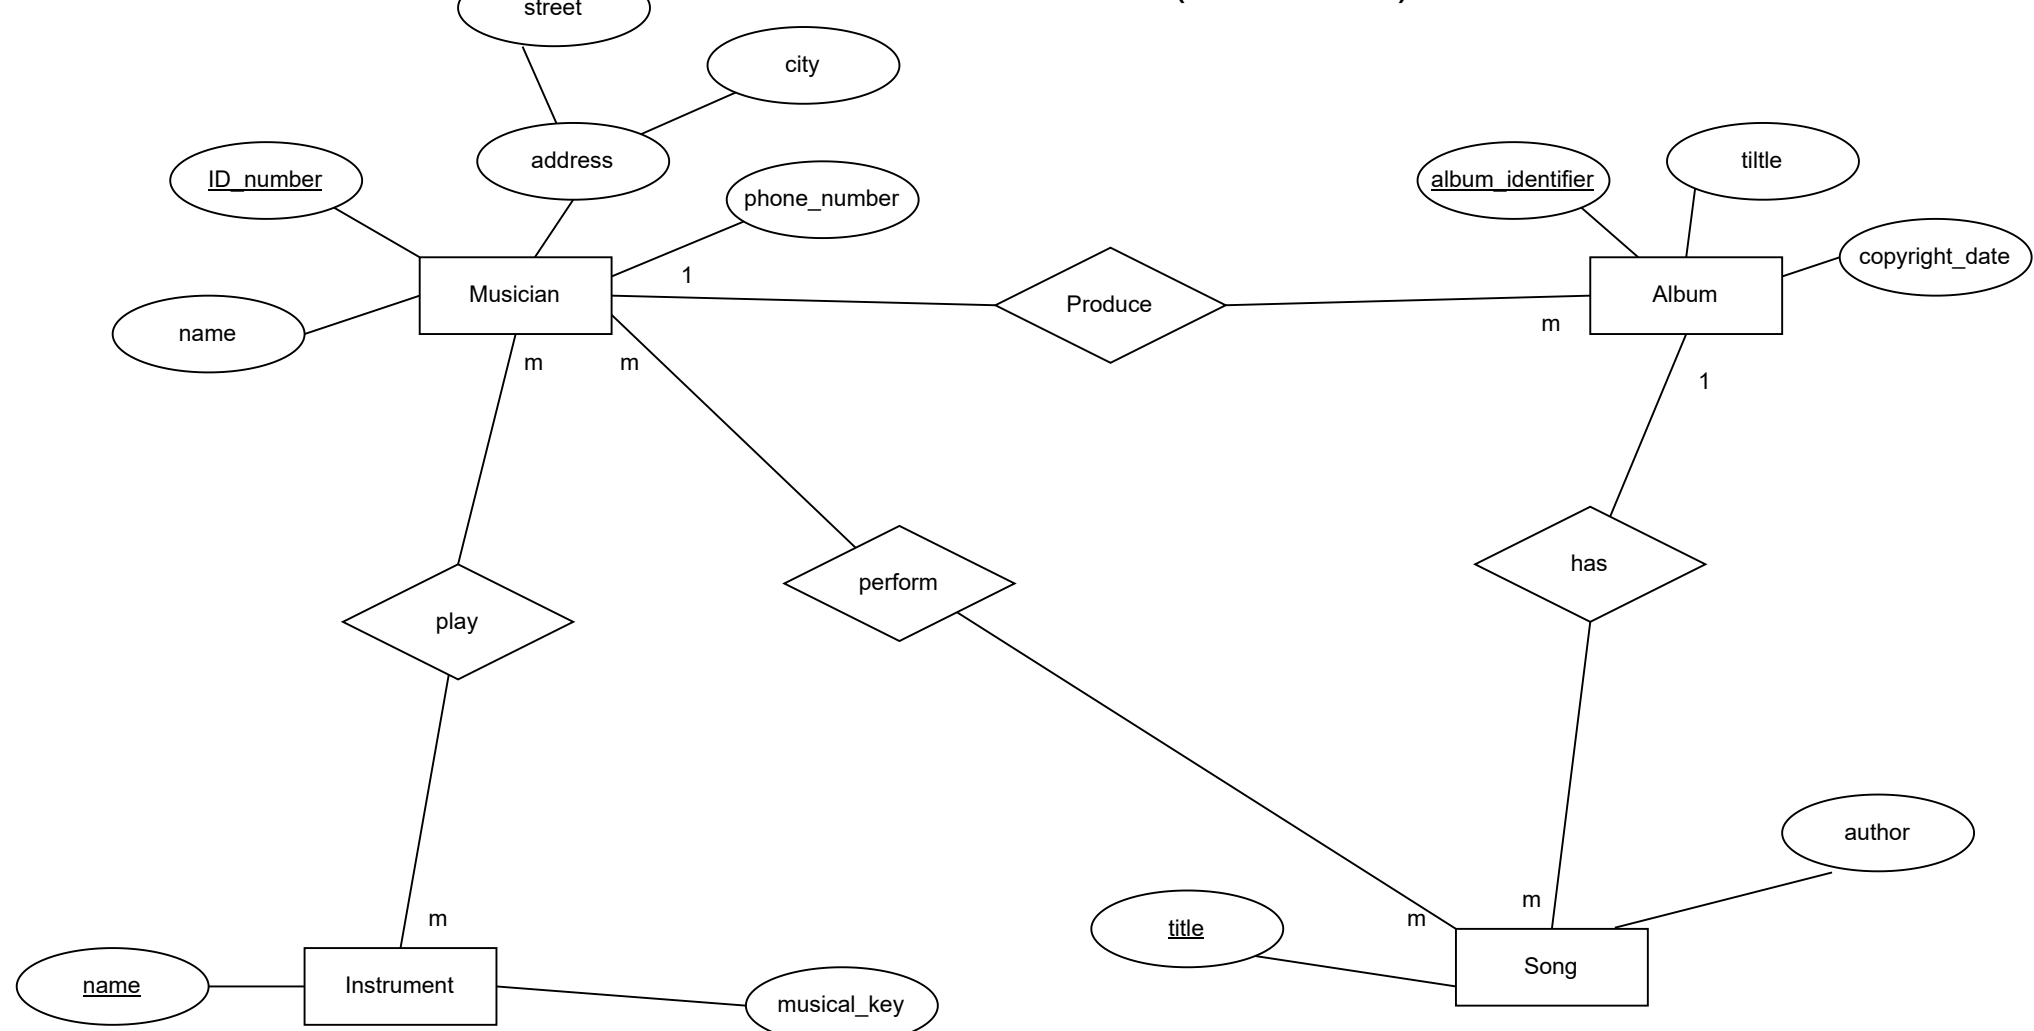 street
city
address
ID_number
phone_number
name
Musician
1
m
m
Produce
m
album_identifier
tiltle
copyright_date
Album
1
play
perform
has
m
name
Instrument
musical_key
title
m
m
Song
author